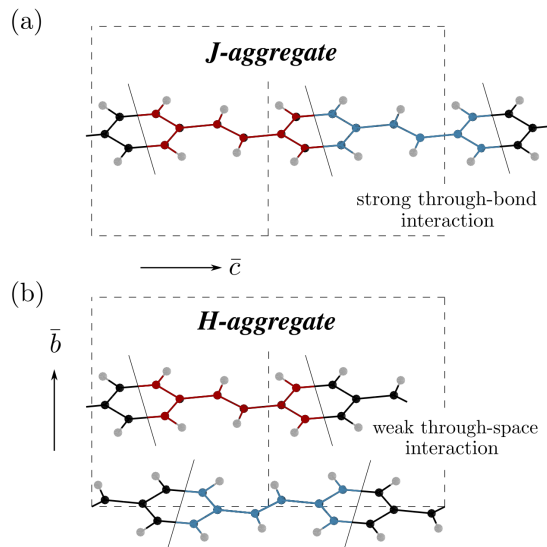 (a)
J-aggregate
strong through-bond
interaction
c̄
(b)
H-aggregate
b̄
weak through-space
interaction